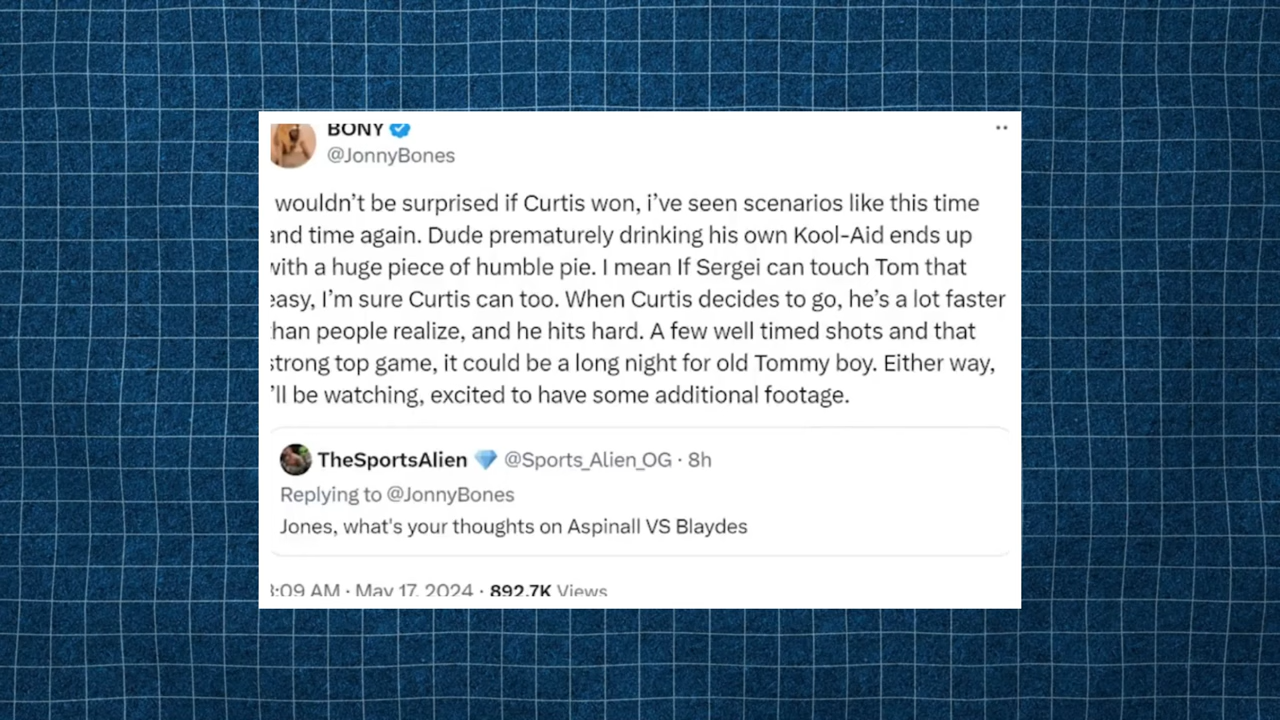 BONY
@JonnyBones
wouldn't be surprised if Curtis won, i've seen scenarios like this time
and time again. Dude prematurely drinking his own Kool-Aid ends up
with a huge piece of humble pie. I mean If Sergei can touch Tom that
easy, I'm sure Curtis can too. When Curtis decides to go, he's a lot faster
than people realize, and he hits hard. A few well timed shots and that
strong top game, it could be a long night for old Tommy boy. Either way,
'll be watching, excited to have some additional footage.
TheSportsAlien 💎 @Sports_Alien_OG · 8h
Replying to @JonnyBones
Jones, what's your thoughts on Aspinall VS Blaydes
:09 AM · May 17, 2024 · 892.7K Views